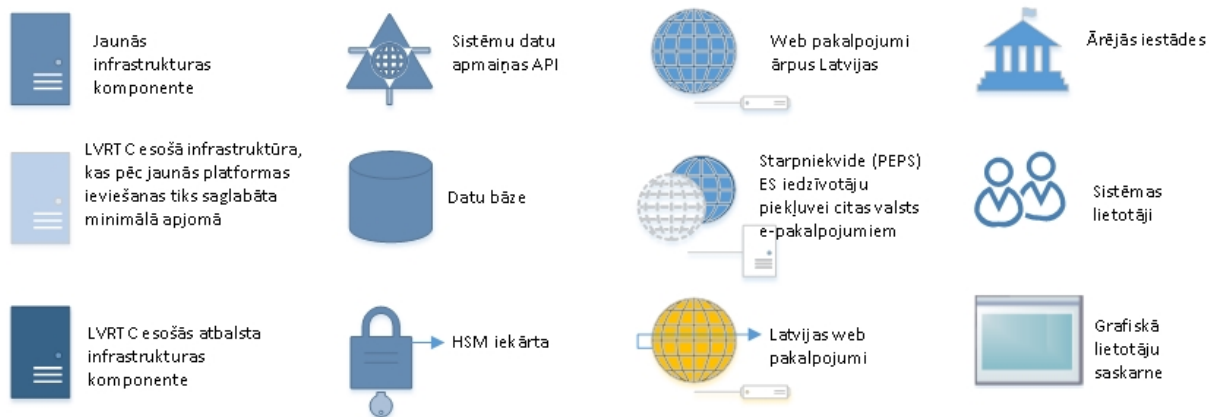 Jaunās
infrastrukturas
komponente
Sistēmu datu
apmaiņas API
Web pakalpojumi
ārpus Latvijas
Ārējās iestādes
LVRTC esošā infrastruktūra,
kas pēc jaunās platformas
ieviešanas tiks saglabāta
minimālā apjomā
Datu bāze
Starpniekvide (PEPS)
ES iedzīvotāju
piekļuvei citas valsts
e-pakalpojumiem
Sistēmas
lietotāji
LVRTC esošās atbalsta
infrastrukturas
komponente
HSM iekārta
Latvijas web
pakalpojumi
Grafiskā
lietotāju
saskarne